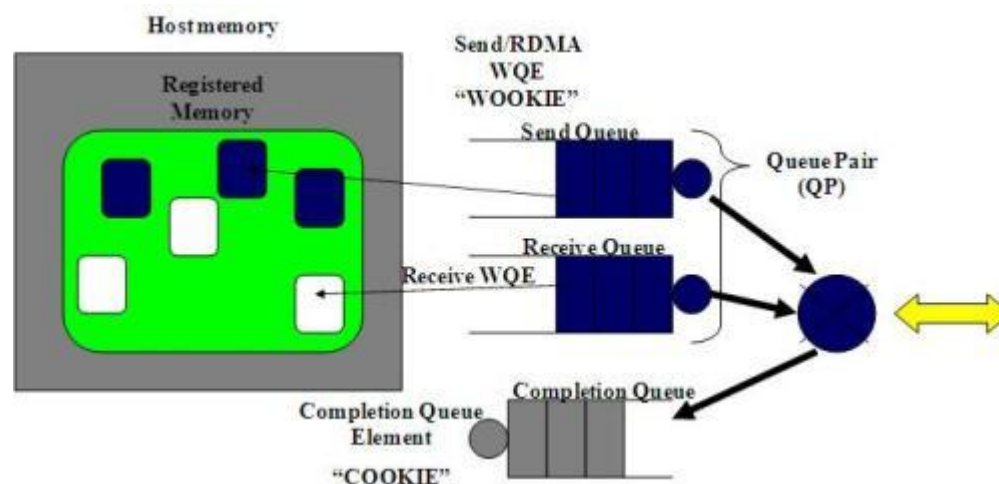 Host memory
Registered
Memory
Send/RDMA
WQE
“WOOKIE”
Send Queue
Queue Pair
(QP)
Receive Queue
Receive WQE
Completion Queue
Completion Queue
Element
“COOKIE”